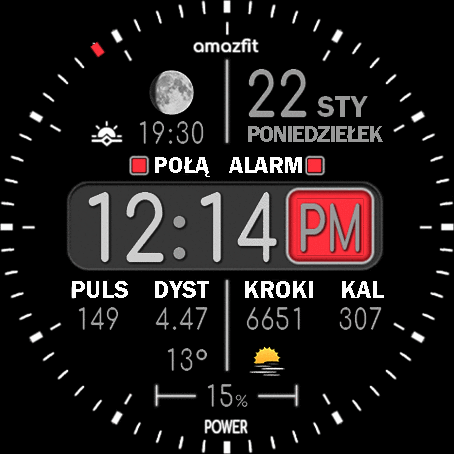 amazfit
22 STY
19:30 PONIEDZIEŁEK
POŁĄ ALARM
12:14 PM
PULS DYST KROKI KAL
149 4.47 6651 307
13°
15%
POWER